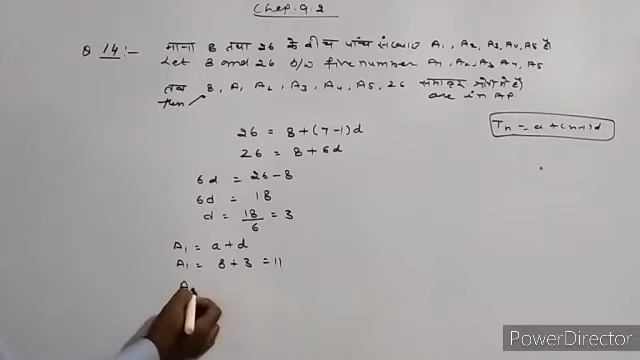 Chep. 9.2
Q 14:- माना 8 तथा 26 के बीच पांच संख्याएं A1, A2, A3, A4, A5 है
Let 8 and 26 b/w five number A1, A2, A3, A4, A5
तब 8, A1, A2, A3, A4, A5, 26 समान्तर श्रेणी में है
then are in AP.
Tn = a+(n-1)d
26 = 8+(7-1)d
26 = 8+6d
6d = 26-8
6d = 18
d = 18/6 = 3
A1 = a+d
A1 = 8+3 = 11
A
POWERED BY PowerDirector